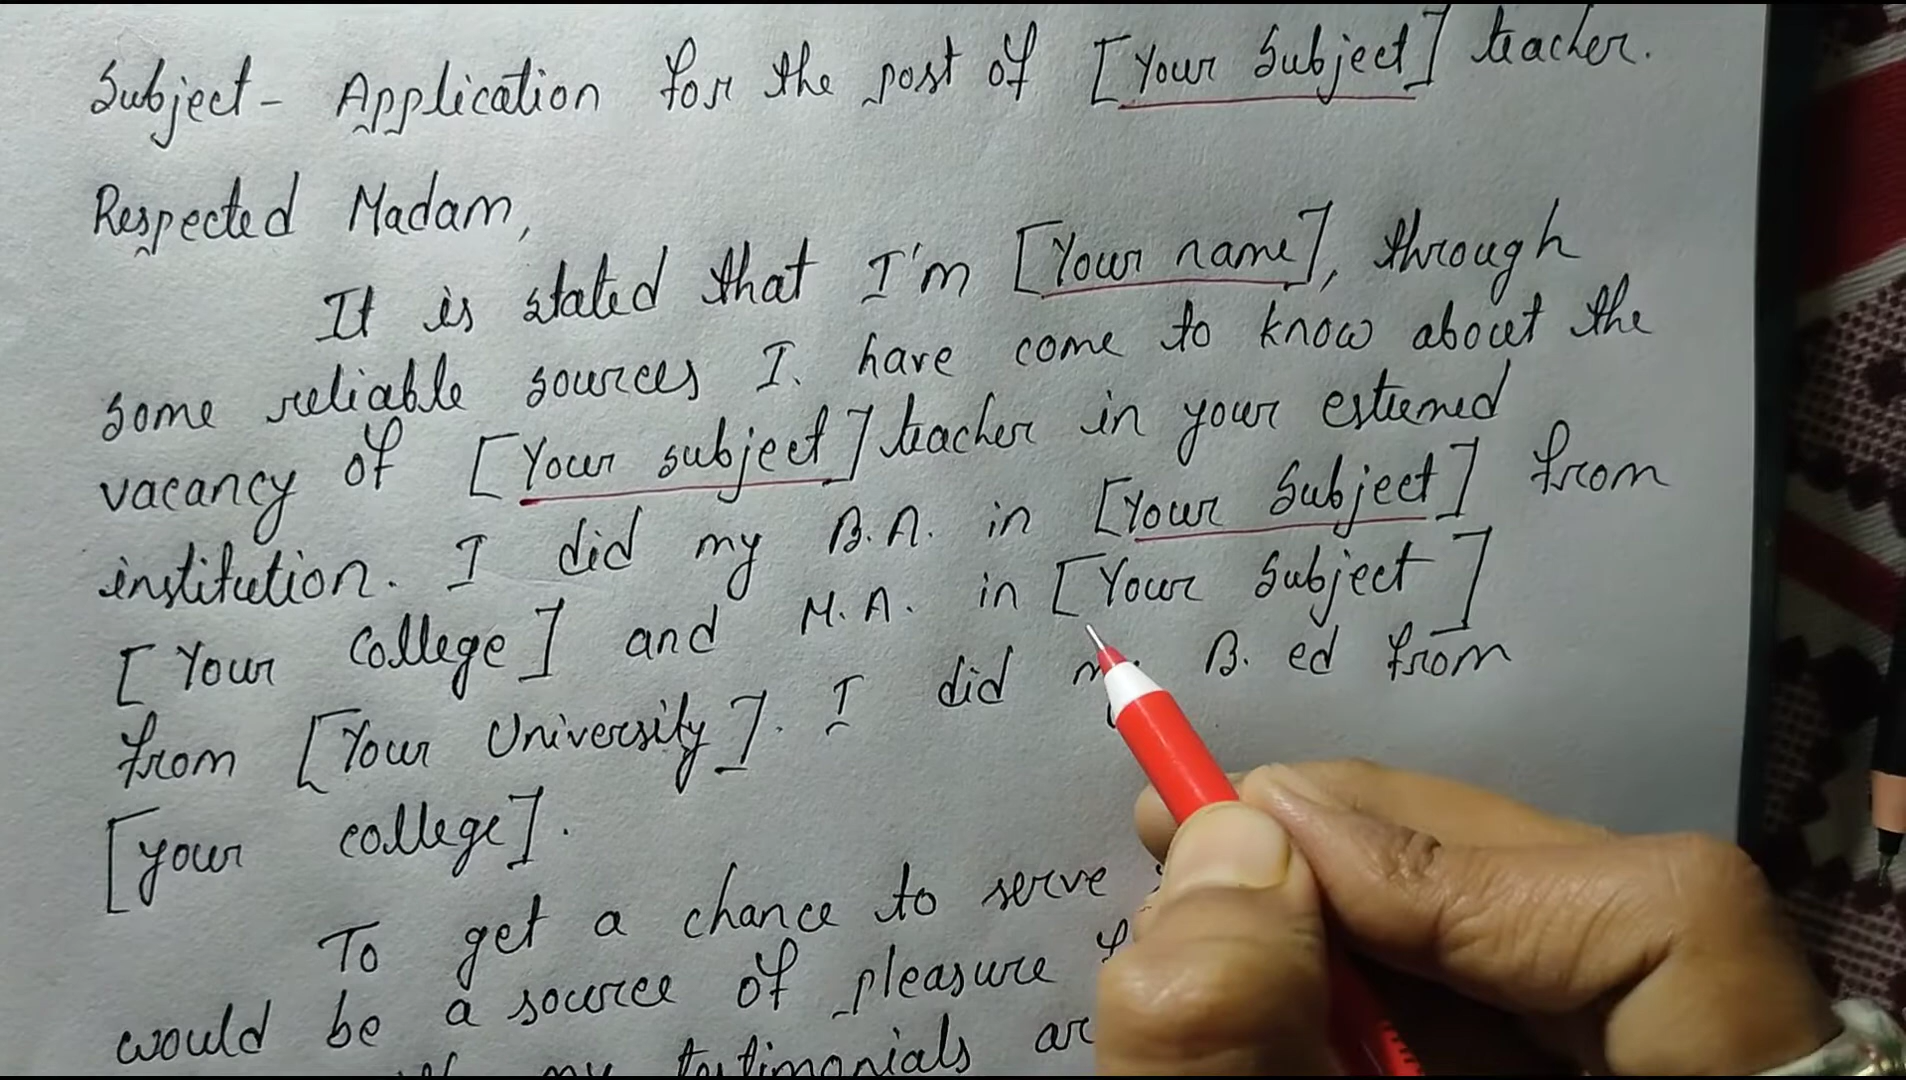 Subject - Application for the post of [Your Subject] teacher.
Respected Madam,
It is stated that I'm [Your name], through
some reliable sources I have come to know about the
vacancy of [Your subject] teacher in your esteemed
institution. I did my B.A. in [Your Subject] from
[Your College] and M.A. in [Your Subject]
from [Your University]. I did my B. ed from
[your college].
To get a chance to serve
would be a source of pleasure
my testimonials